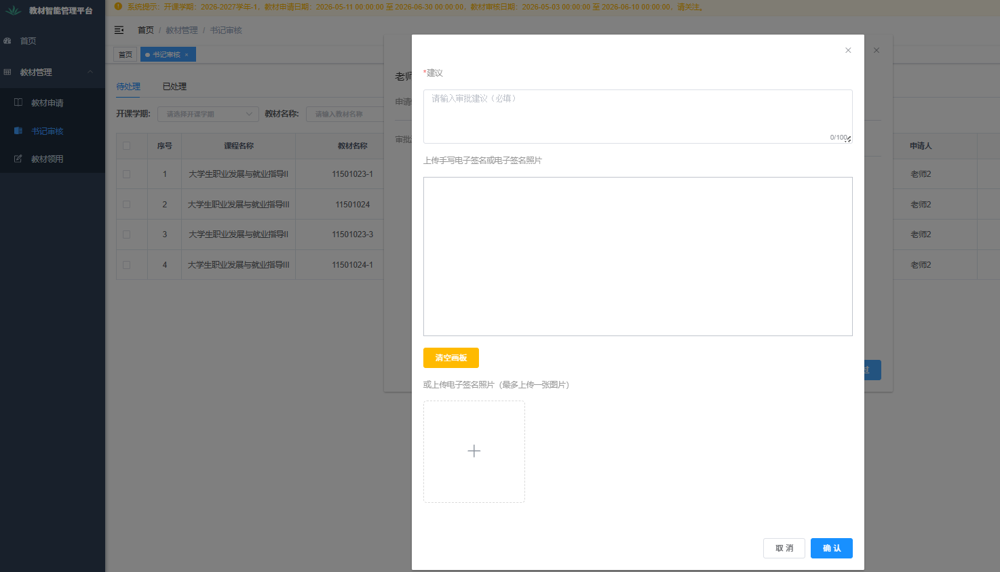 教材智能管理平台
系统提示：开课学期：2026-2027学年-1，教材申请日期：2026-05-11 00:00:00 至 2026-06-30 00:00:00，教材审核日期：2026-05-03 00:00:00 至 2026-06-10 00:00:00，请关注。
首页
教材管理
教材申请
书记审核
教材领用
首页 / 教材管理 / 书记审核
首页
书记审核 ×
待处理 已处理
开课学期: 请选择开课学期 教材名称: 请输入教材名称
序号 课程名称 教材名称 申请人
1 大学生职业发展与就业指导II 11501023-1 老师2
2 大学生职业发展与就业指导III 11501024 老师2
3 大学生职业发展与就业指导II 11501023-3 老师2
4 大学生职业发展与就业指导III 11501024-1 老师2
老师
申请
审批
过
*建议
请输入审批建议（必填）
0/100
上传手写电子签名或电子签名照片
清空画板
或上传电子签名照片（最多上传一张图片）
取 消
确 认